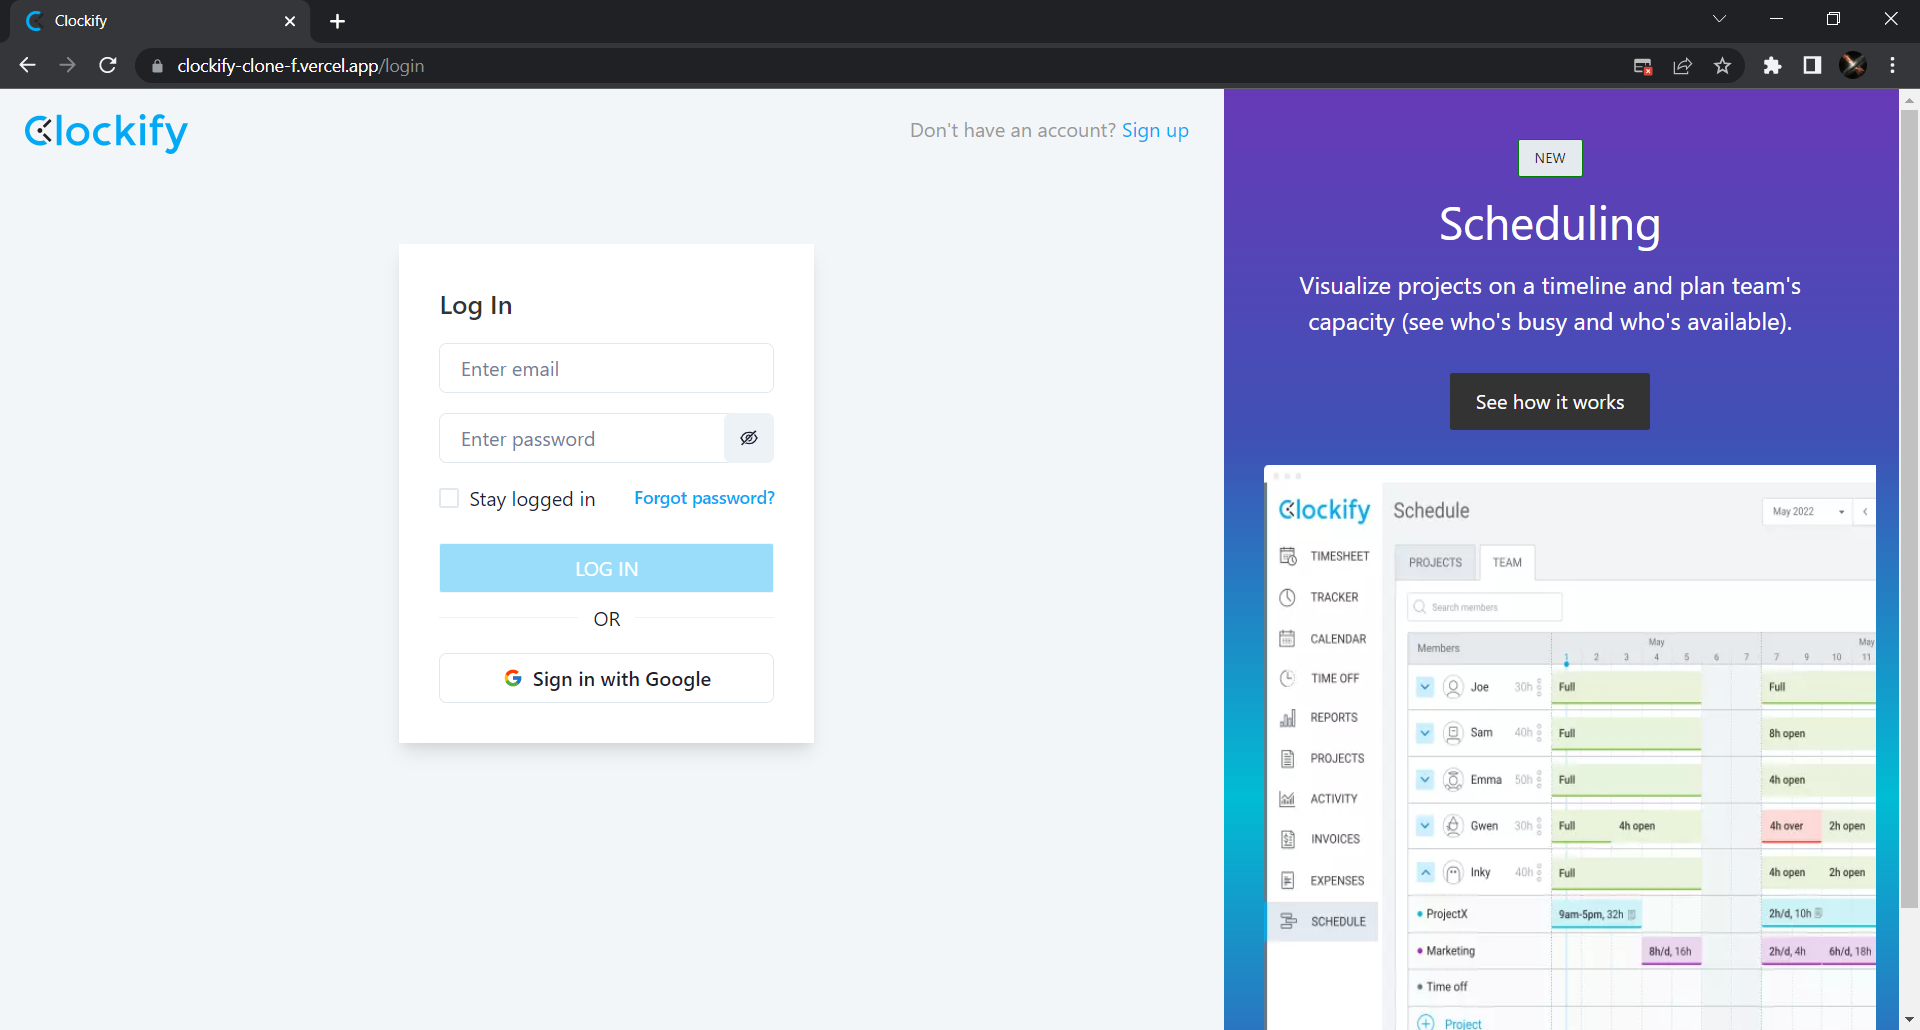 Clockify
clockify-clone-f.vercel.app/login
Clockify
Don't have an account? Sign up
Log In
Enter email
Enter password
Stay logged in
Forgot password?
LOG IN
OR
Sign in with Google
NEW
Scheduling
Visualize projects on a timeline and plan team's
capacity (see who's busy and who's available).
See how it works
Clockify
Schedule
May 2022
TIMESHEET
TRACKER
CALENDAR
TIME OFF
REPORTS
PROJECTS
ACTIVITY
INVOICES
EXPENSES
SCHEDULE
PROJECTS
TEAM
Search members
Members
May
May
1 2 3 4 5 6 7 7 9 10 11
Joe 30h Full Full
Sam 40h Full 8h open
Emma 50h Full 4h open
Gwen 30h Full 4h open 4h over 2h open
Inky 40h Full 4h open 2h open
ProjectX 9am-5pm, 32h 2h/d, 10h
Marketing 8h/d, 16h 2h/d, 4h 6h/d, 18h
Time off
Project